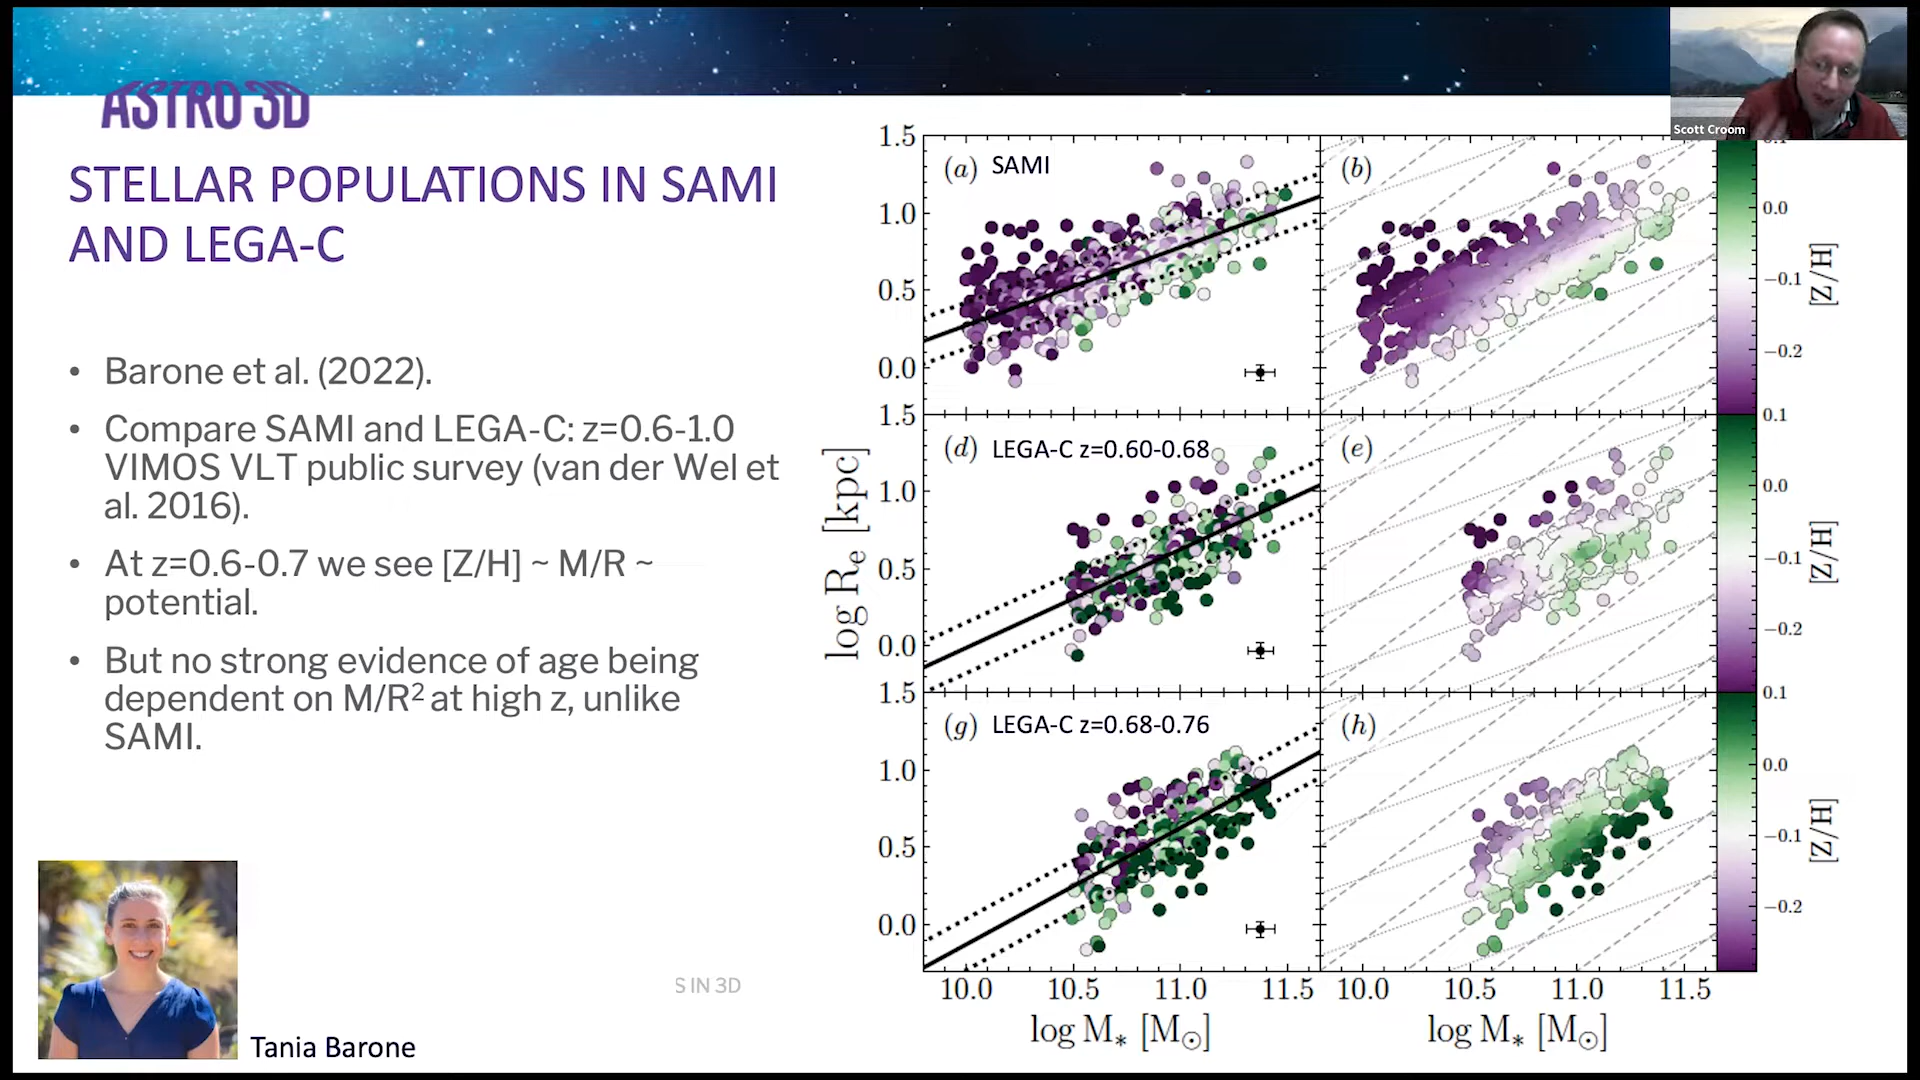 ASTRO 3D
STELLAR POPULATIONS IN SAMI
AND LEGA-C
• Barone et al. (2022).
• Compare SAMI and LEGA-C: z=0.6-1.0
VIMOS VLT public survey (van der Wel et
al. 2016).
• At z=0.6-0.7 we see [Z/H] ~ M/R ~
potential.
• But no strong evidence of age being
dependent on M/R² at high z, unlike
SAMI.
Tania Barone
S IN 3D
Scott Croom
1.5
1.0
0.5
0.0
(a) SAMI
(b)
0.1
0.0
−0.1
−0.2
[Z/H]
1.5
1.0
0.5
0.0
log Rₑ [kpc]
(d) LEGA-C z=0.60-0.68
(e)
0.1
0.0
−0.1
−0.2
[Z/H]
1.5
1.0
0.5
0.0
(g) LEGA-C z=0.68-0.76
(h)
0.1
0.0
−0.1
−0.2
[Z/H]
10.0 10.5 11.0 11.5
10.0 10.5 11.0 11.5
log M* [M⊙]
log M* [M⊙]